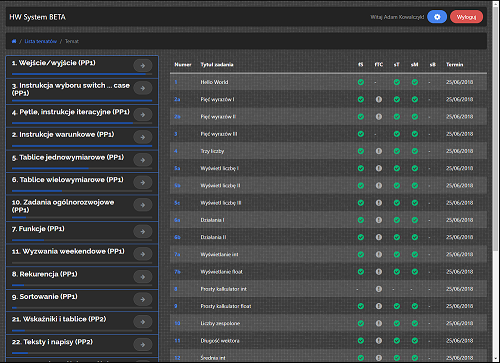 HW System BETA
Witaj Adam Kowalczyk!
Wyloguj
/ Lista tematów / Temat
1. Wejście/wyjście (PP1)
3. Instrukcja wyboru switch ... case (PP1)
4. Pętle, instrukcje iteracyjne (PP1)
2. Instrukcje warunkowe (PP1)
5. Tablice jednowymiarowe (PP1)
6. Tablice wielowymiarowe (PP1)
10. Zadania ogólnorozwojowe (PP1)
7. Funkcje (PP1)
11. Wyzwania weekendowe (PP1)
8. Rekurencja (PP1)
9. Sortowanie (PP1)
21. Wskaźniki i tablice (PP2)
22. Teksty i napisy (PP2)
Numer Tytuł zadania fS fTC sT sM sB Termin
1 Hello World - - 25/06/2018
2a Pięć wyrazów I - 25/06/2018
2b Pięć wyrazów II - 25/06/2018
3 Pięć wyrazów III - - 25/06/2018
4 Trzy liczby - 25/06/2018
5a Wyświetl liczbę I - 25/06/2018
5b Wyświetl liczbę II - 25/06/2018
5c Wyświetl liczbę III - 25/06/2018
6a Działania I - 25/06/2018
6b Działania II - 25/06/2018
7a Wyświetlanie int - 25/06/2018
7b Wyświetlanie float - 25/06/2018
8 Prosty kalkulator int - - - 25/06/2018
9 Prosty kalkulator float - 25/06/2018
10 Liczby zespolone - 25/06/2018
11 Długość wektora - 25/06/2018
12 Średnia int - 25/06/2018